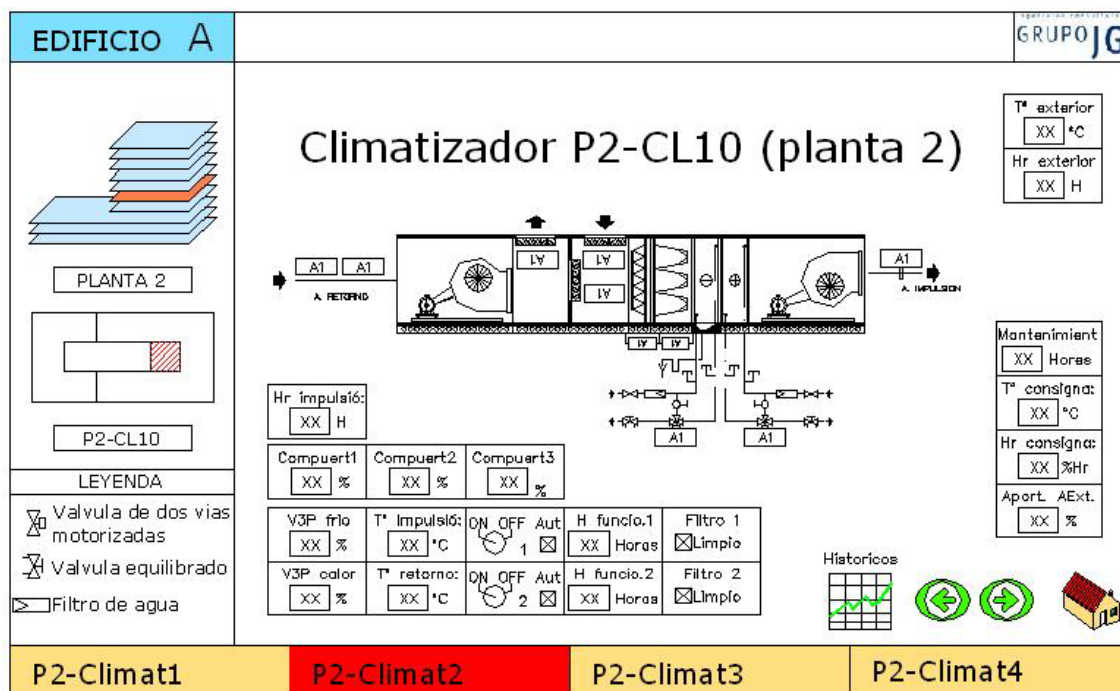 EDIFICIO A
GRUPO JG
Climatizador P2-CL10 (planta 2)
Tª exterior
XX ºC
Hr exterior
XX H
PLANTA 2
P2-CL10
A1 A1
A. RETORNO
A1
A1
A1
A1
A1
A. IMPULSION
A1 A1
A1 A1
Mantenimient
XX Horas
Tª consigna:
XX ºC
Hr consigna:
XX %Hr
Aport. AExt.
XX %
Hr impulsió:
XX H
Compuert1 Compuert2 Compuert3
XX % XX % XX %
V3P frio Tª impulsió: ON OFF Aut H funcio.1 Filtro 1
XX % XX ºC 1 XX Horas Limpio
V3P calor Tª retorno: ON OFF Aut H funcio.2 Filtro 2
XX % XX ºC 2 XX Horas Limpio
LEYENDA
Valvula de dos vias
motorizadas
Valvula equilibrado
Filtro de agua
Historicos
P2-Climat1 P2-Climat2 P2-Climat3 P2-Climat4